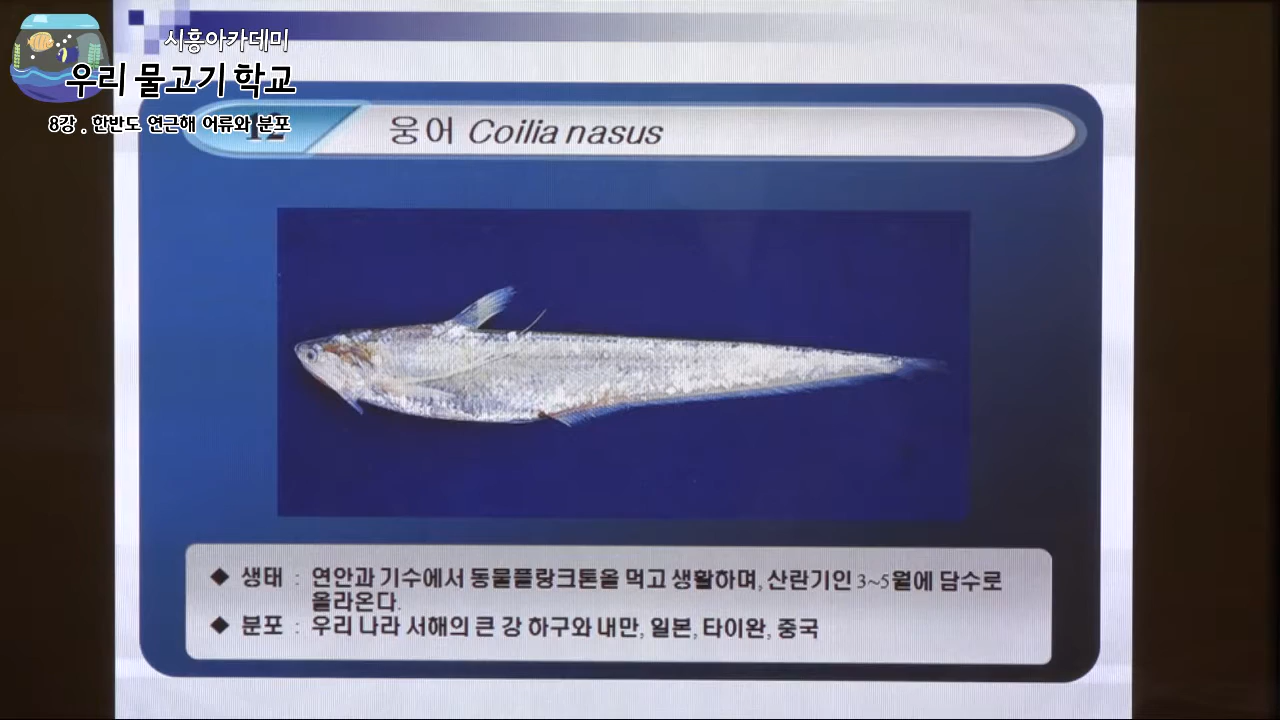 시흥아카데미
우리 물고기 학교
8강 . 한반도 연근해 어류와 분포
12
웅어 Coilia nasus
◆ 생태 : 연안과 기수에서 동물플랑크톤을 먹고 생활하며, 산란기인 3~5월에 담수로
올라온다.
◆ 분포 : 우리 나라 서해의 큰 강 하구와 내만, 일본, 타이완, 중국